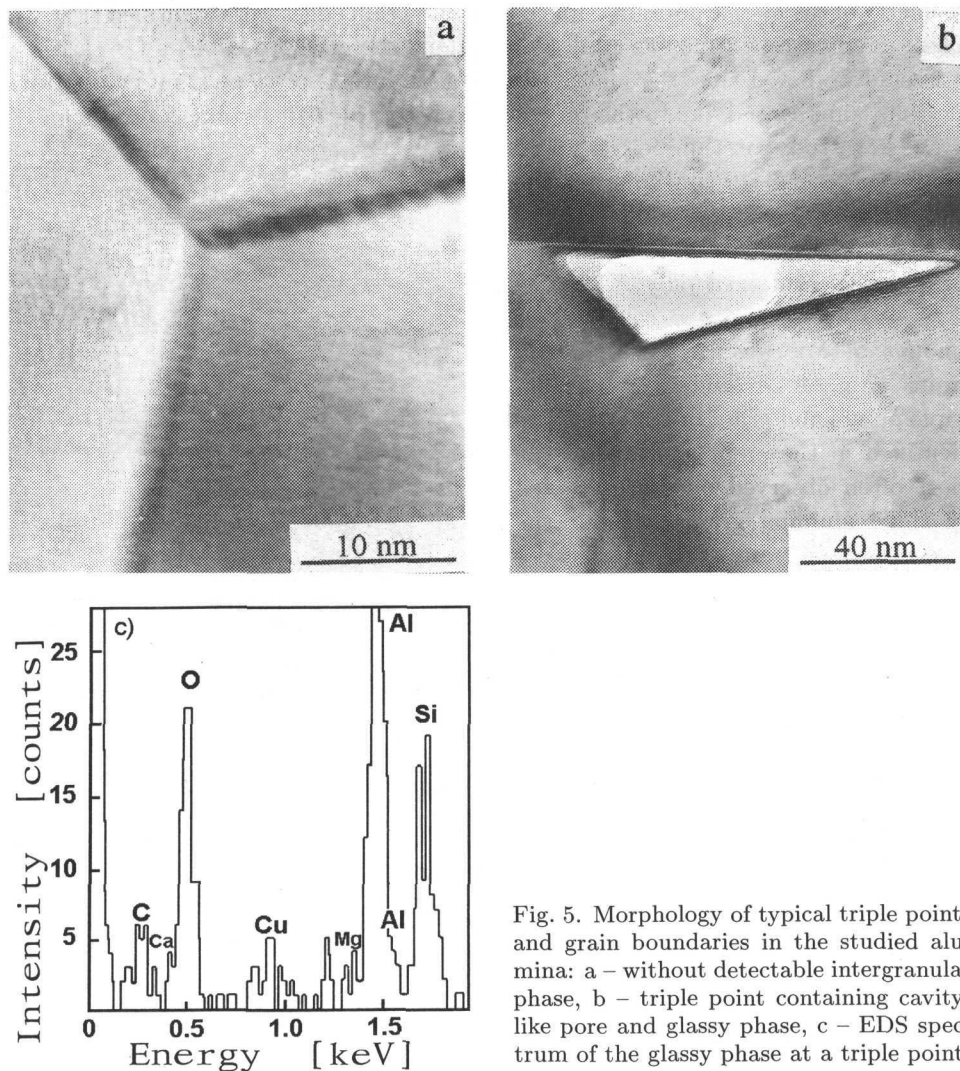 a
b
10 nm
40 nm
c)
Intensity [counts]
25
20
15
10
5
C
Ca
O
Cu
Mg
Al
Al
Si
0
0.5
1.0
1.5
Energy [keV]
Fig. 5. Morphology of typical triple point
and grain boundaries in the studied alu
mina: a – without detectable intergranula
phase, b – triple point containing cavity
like pore and glassy phase, c – EDS spec
trum of the glassy phase at a triple point